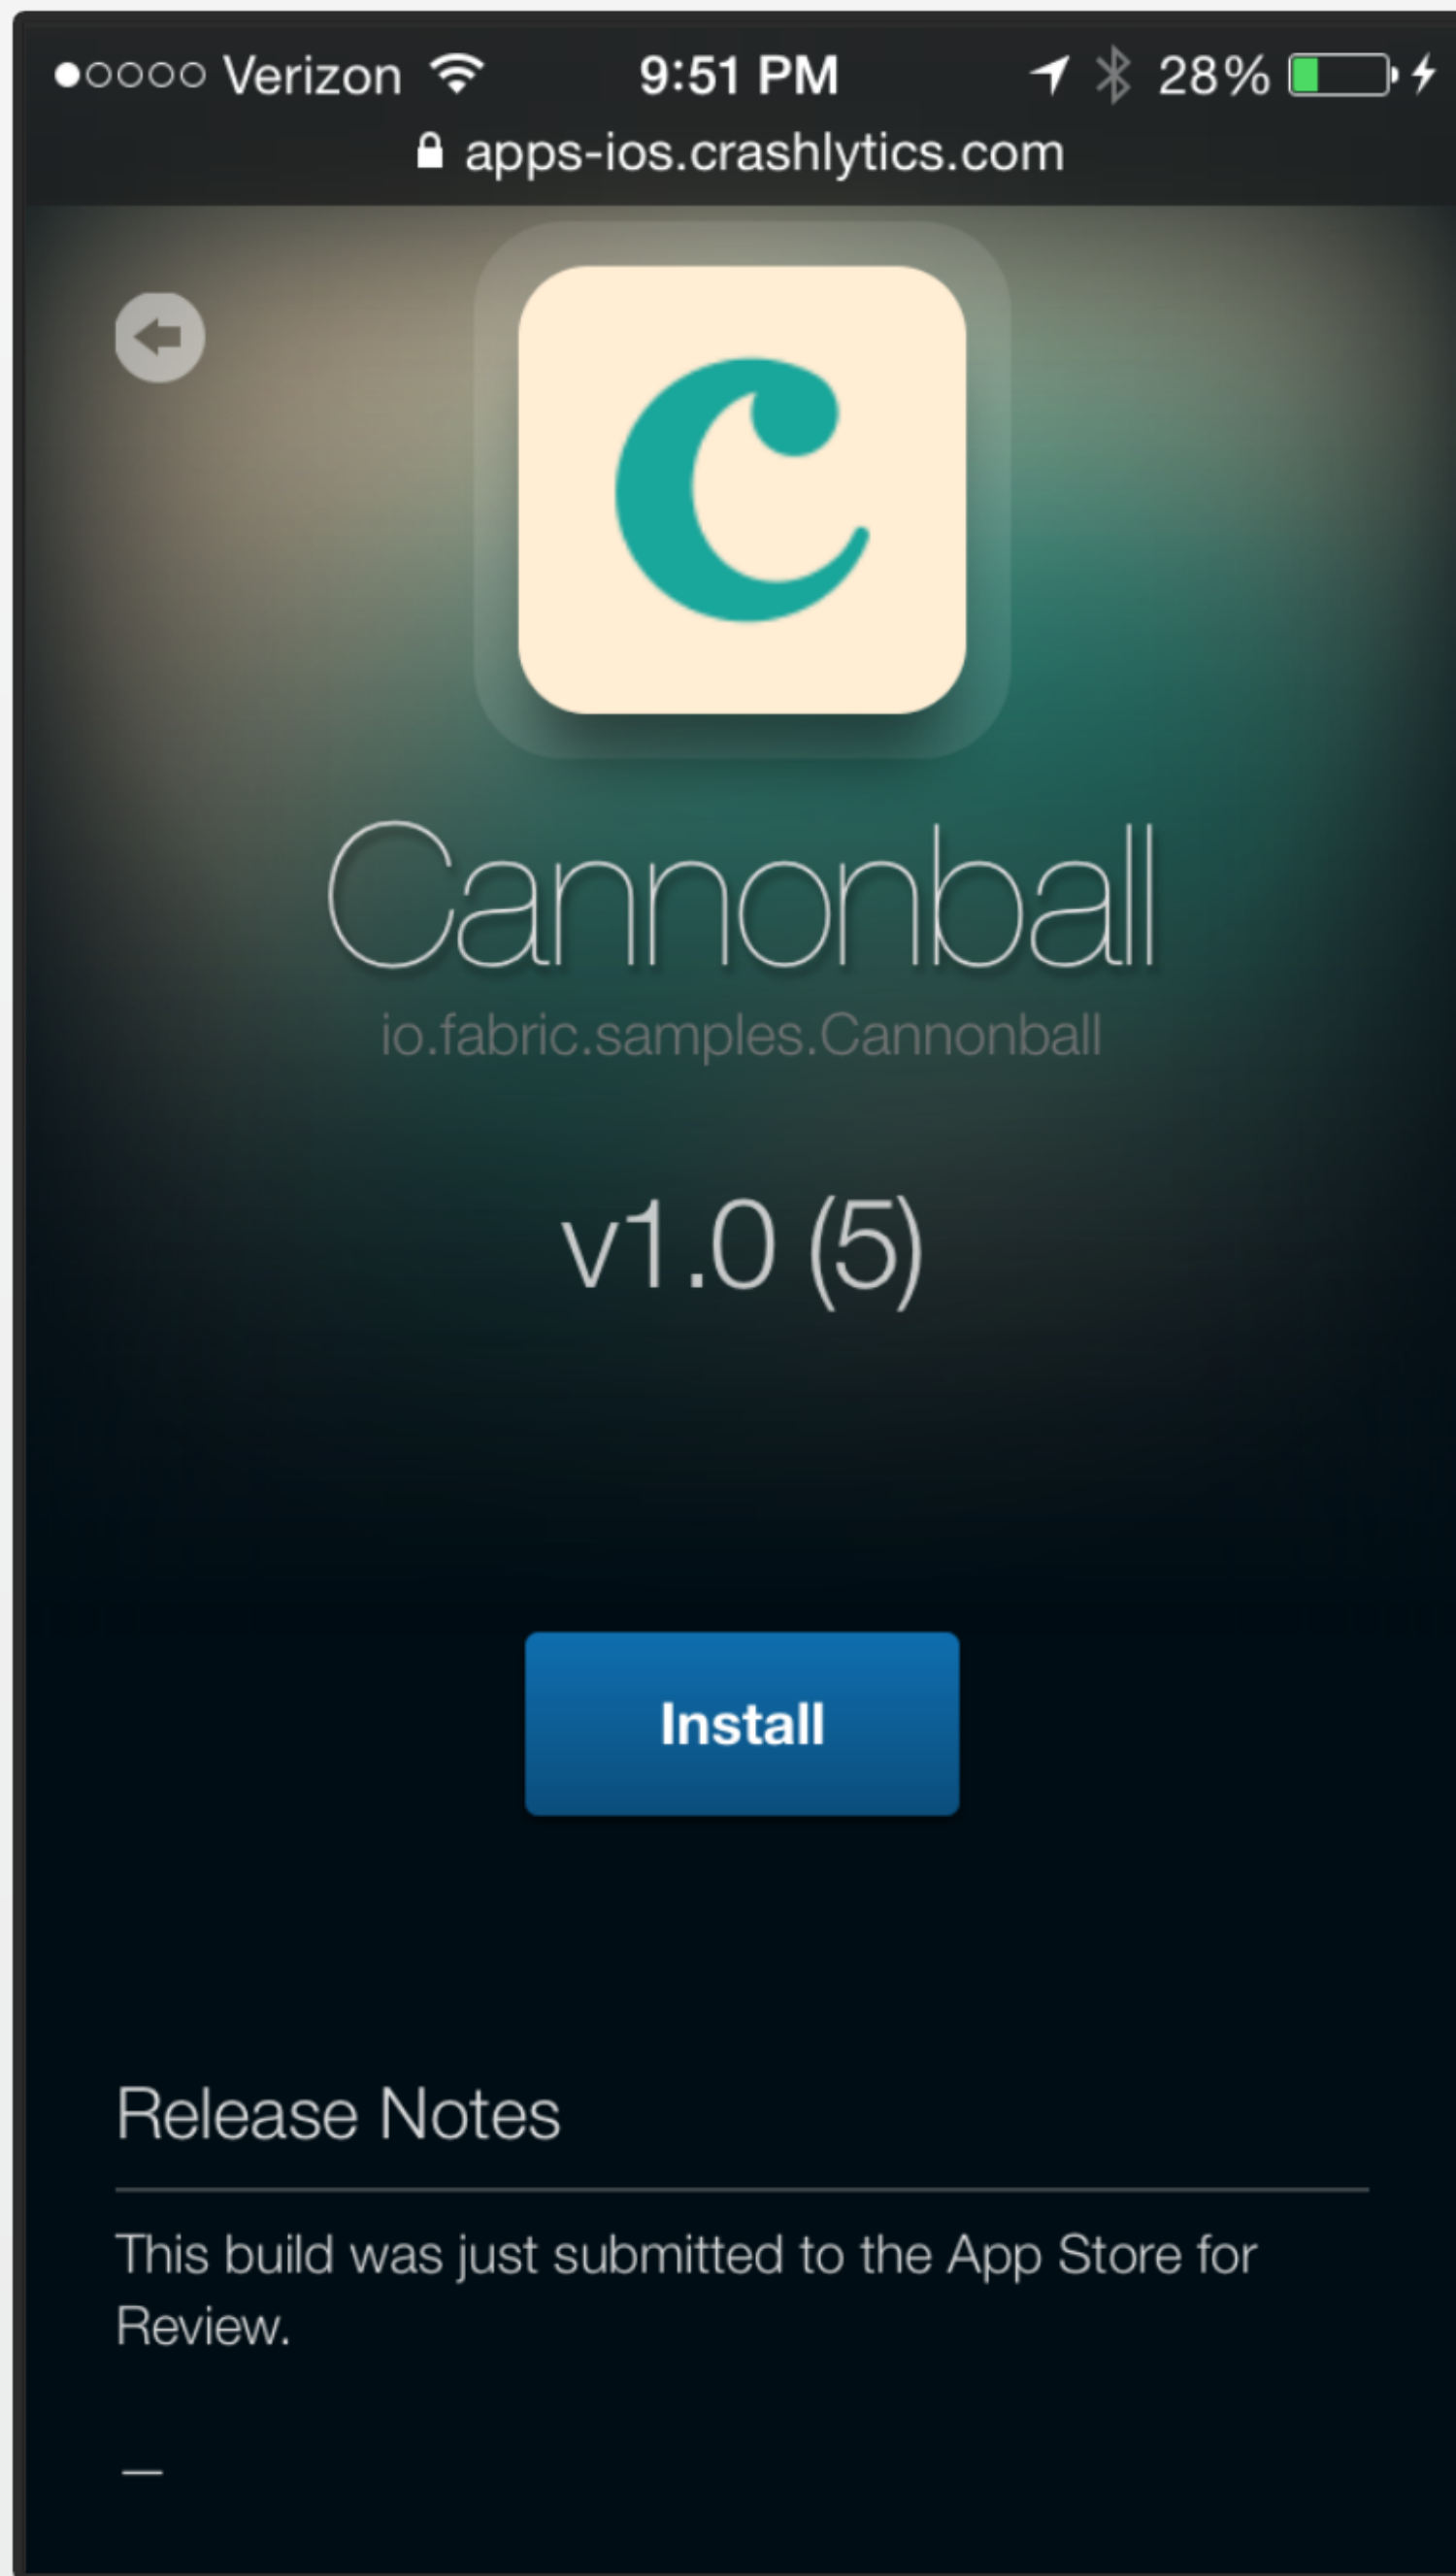 Verizon 9:51 PM 28%
apps-ios.crashlytics.com
C
Cannonball
io.fabric.samples.Cannonball
v1.0 (5)
Install
Release Notes
This build was just submitted to the App Store for
Review.
—